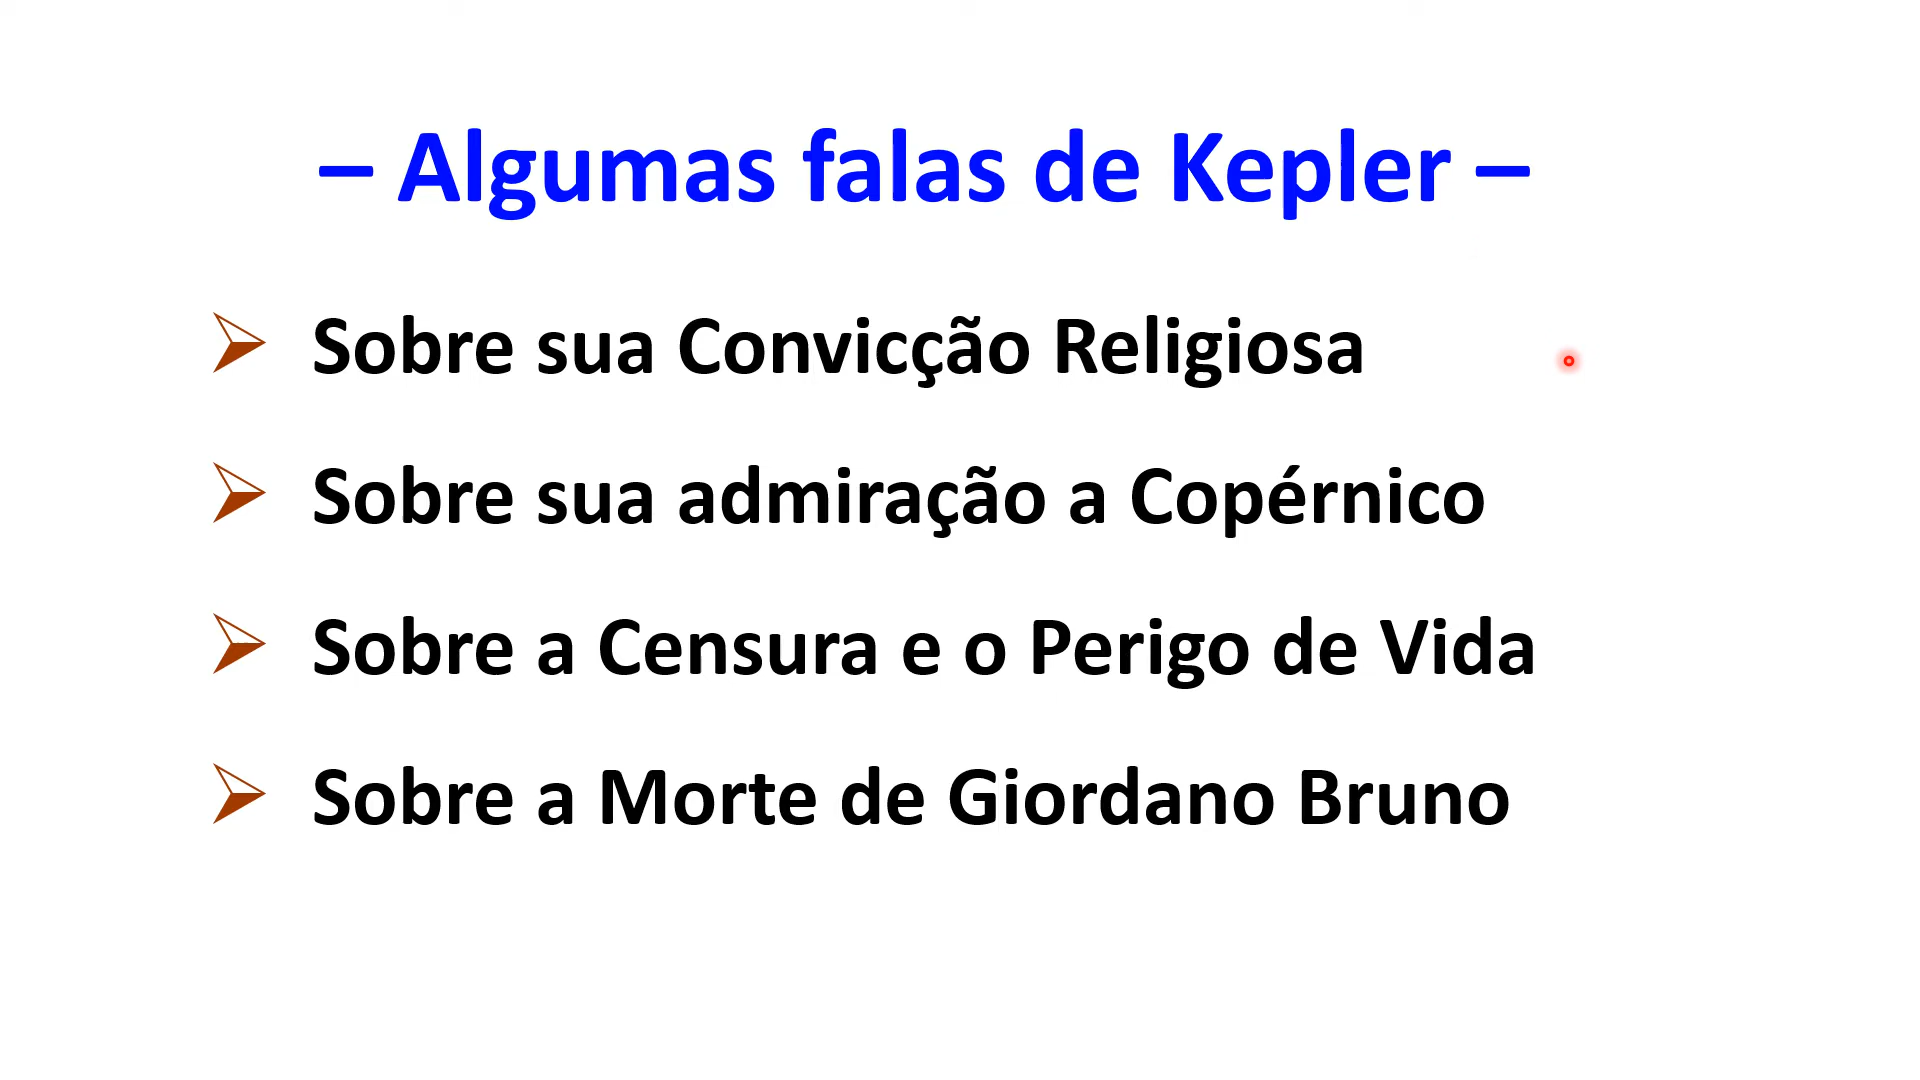 – Algumas falas de Kepler –
Sobre sua Convicção Religiosa
Sobre sua admiração a Copérnico
Sobre a Censura e o Perigo de Vida
Sobre a Morte de Giordano Bruno